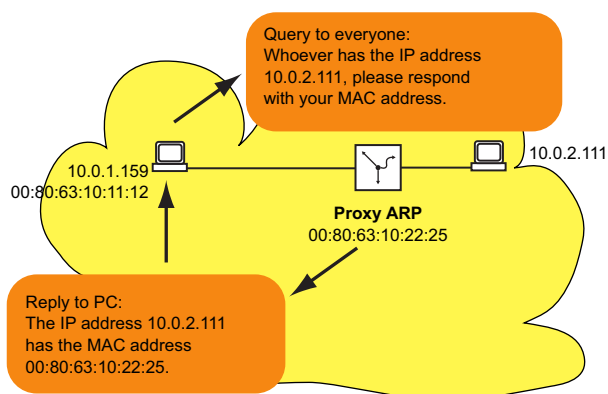 Query to everyone:
Whoever has the IP address
10.0.2.111, please respond
with your MAC address.
10.0.1.159
00:80:63:10:11:12
10.0.2.111
Proxy ARP
00:80:63:10:22:25
Reply to PC:
The IP address 10.0.2.111
has the MAC address
00:80:63:10:22:25.